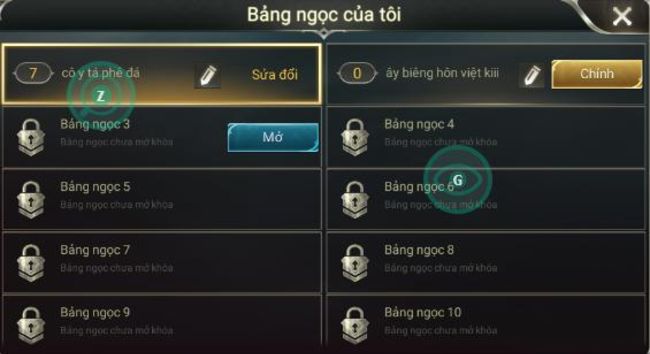 Bảng ngọc của tôi
7 cô y tá phê đá Sửa đổi
0 ây biêng hôn việt kiii Chính
Z
Bảng ngọc 3
Bảng ngọc chưa mở khóa
Mở
Bảng ngọc 4
Bảng ngọc chưa mở khóa
G
Bảng ngọc 5
Bảng ngọc chưa mở khóa
Bảng ngọc 6
Bảng ngọc chưa mở khóa
Bảng ngọc 7
Bảng ngọc chưa mở khóa
Bảng ngọc 8
Bảng ngọc chưa mở khóa
Bảng ngọc 9
Bảng ngọc chưa mở khóa
Bảng ngọc 10
Bảng ngọc chưa mở khóa